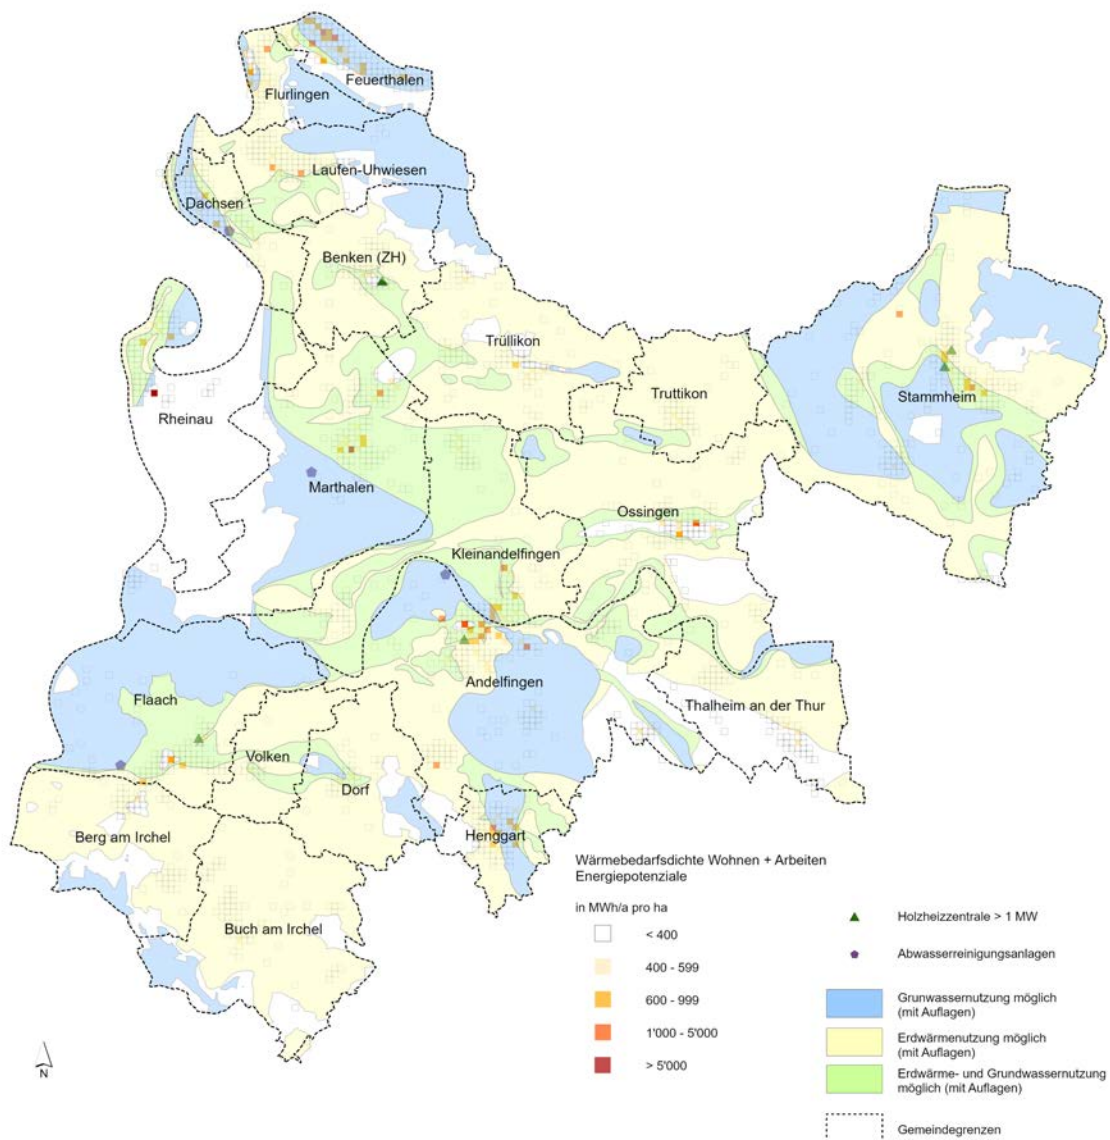 Feuerthalen
Flurlingen
Laufen-Uhwiesen
Dachsen
Benken (ZH)
Trüllikon
Truttikon
Stammheim
Rheinau
Marthalen
Ossingen
Kleinandelfingen
Andelfingen
Flaach
Thalheim an der Thur
Volken
Dorf
Berg am Irchel
Henggart
Buch am Irchel
Wärmebedarfsdichte Wohnen + Arbeiten
Energiepotenziale
in MWh/a pro ha
< 400
400 - 599
600 - 999
1'000 - 5'000
> 5'000
Holzheizzentrale > 1 MW
Abwasserreinigungsanlagen
Grunwassernutzung möglich
(mit Auflagen)
Erdwärmenutzung möglich
(mit Auflagen)
Erdwärme- und Grundwassernutzung
möglich (mit Auflagen)
Gemeindegrenzen
N